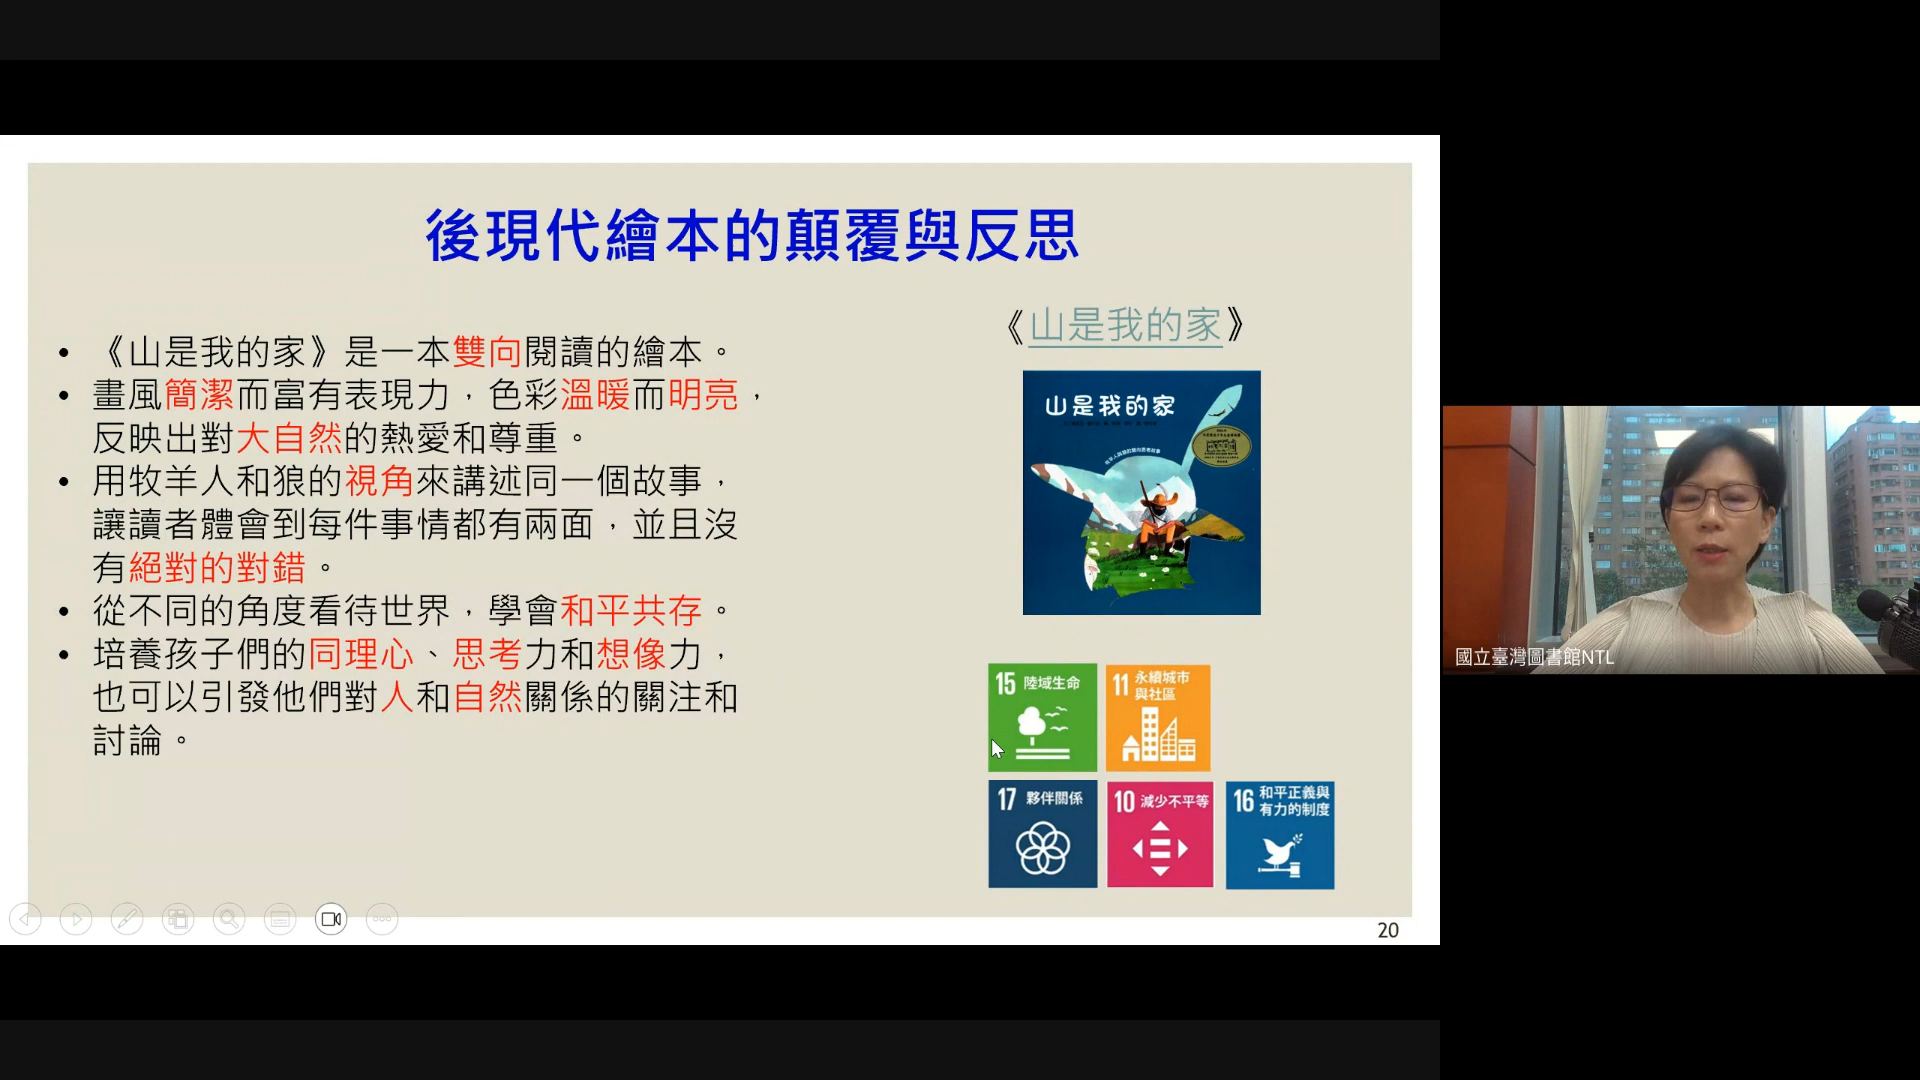 後現代繪本的顛覆與反思
• 《山是我的家》是一本雙向閱讀的繪本。
• 畫風簡潔而富有表現力，色彩溫暖而明亮，
反映出對大自然的熱愛和尊重。
• 用牧羊人和狼的視角來講述同一個故事，
讓讀者體會到每件事情都有兩面，並且沒
有絕對的對錯。
• 從不同的角度看待世界，學會和平共存。
• 培養孩子們的同理心、思考力和想像力，
也可以引發他們對人和自然關係的關注和
討論。
《山是我的家》
山是我的家
15 陸域生命
11 永續城市
與社區
17 夥伴關係
10 減少不平等
16 和平正義與
有力的制度
20
國立臺灣圖書館NTL